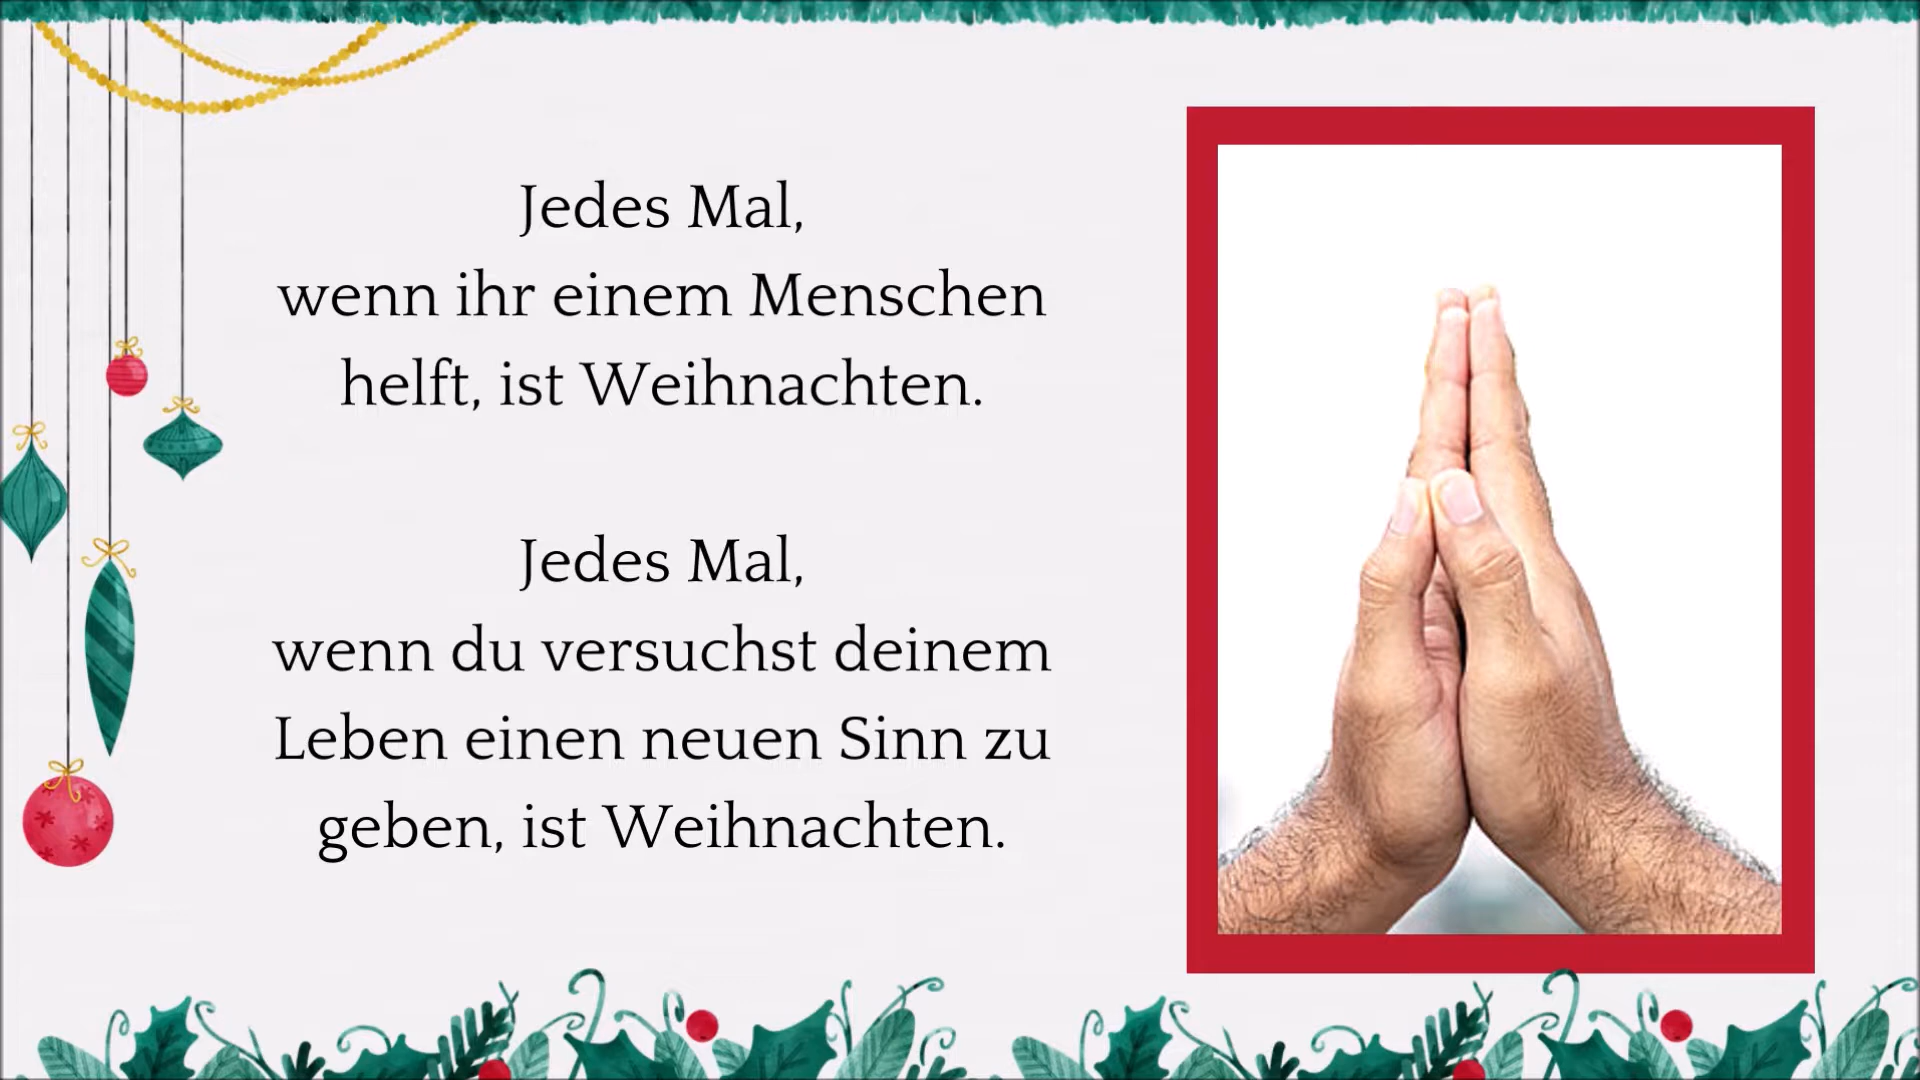 Jedes Mal,
wenn ihr einem Menschen
helft, ist Weihnachten.
Jedes Mal,
wenn du versuchst deinem
Leben einen neuen Sinn zu
geben, ist Weihnachten.